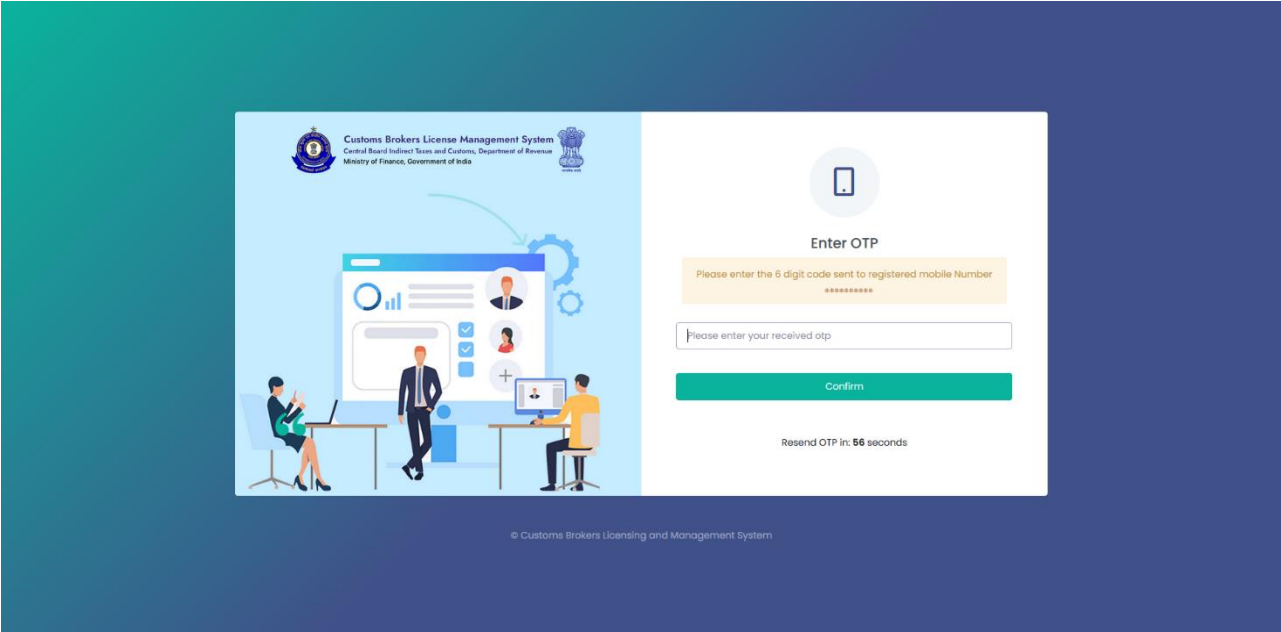 Customs Brokers License Management System
Central Board Indirect Taxes and Customs, Department of Revenue
Ministry of Finance, Government of India
Enter OTP
Please enter the 6 digit code sent to registered mobile Number
**********
Please enter your received otp
Confirm
Resend OTP in: 56 seconds
© Customs Brokers Licensing and Management System